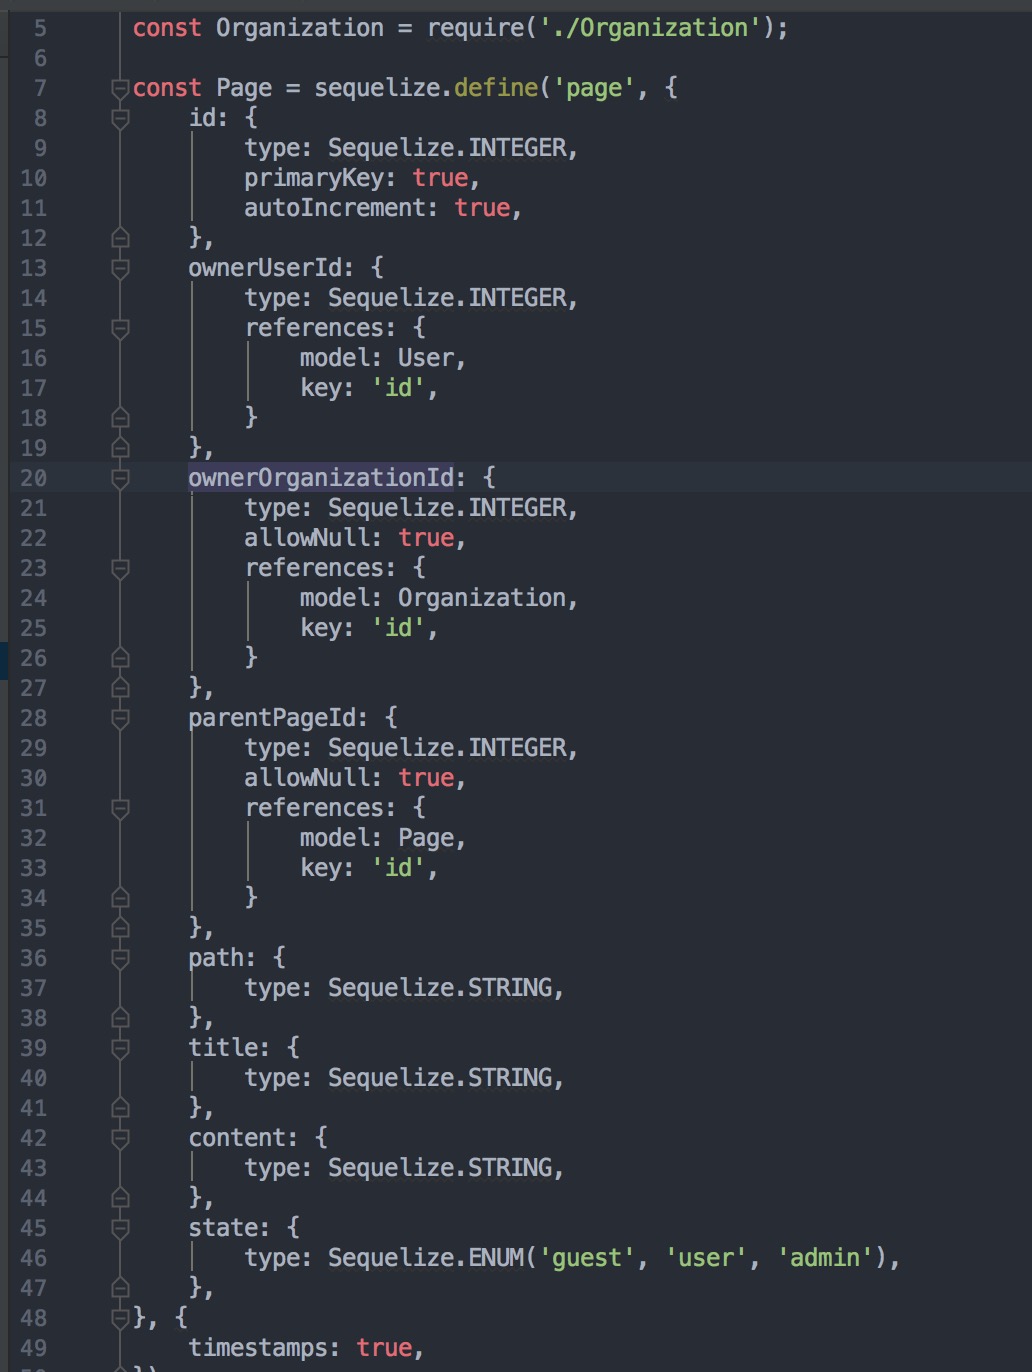 5 const Organization = require('./Organization');
6
7 const Page = sequelize.define('page', {
8     id: {
9         type: Sequelize.INTEGER,
10         primaryKey: true,
11         autoIncrement: true,
12     },
13     ownerUserId: {
14         type: Sequelize.INTEGER,
15         references: {
16             model: User,
17             key: 'id',
18         }
19     },
20     ownerOrganizationId: {
21         type: Sequelize.INTEGER,
22         allowNull: true,
23         references: {
24             model: Organization,
25             key: 'id',
26         }
27     },
28     parentPageId: {
29         type: Sequelize.INTEGER,
30         allowNull: true,
31         references: {
32             model: Page,
33             key: 'id',
34         }
35     },
36     path: {
37         type: Sequelize.STRING,
38     },
39     title: {
40         type: Sequelize.STRING,
41     },
42     content: {
43         type: Sequelize.STRING,
44     },
45     state: {
46         type: Sequelize.ENUM('guest', 'user', 'admin'),
47     },
48 }, {
49     timestamps: true,